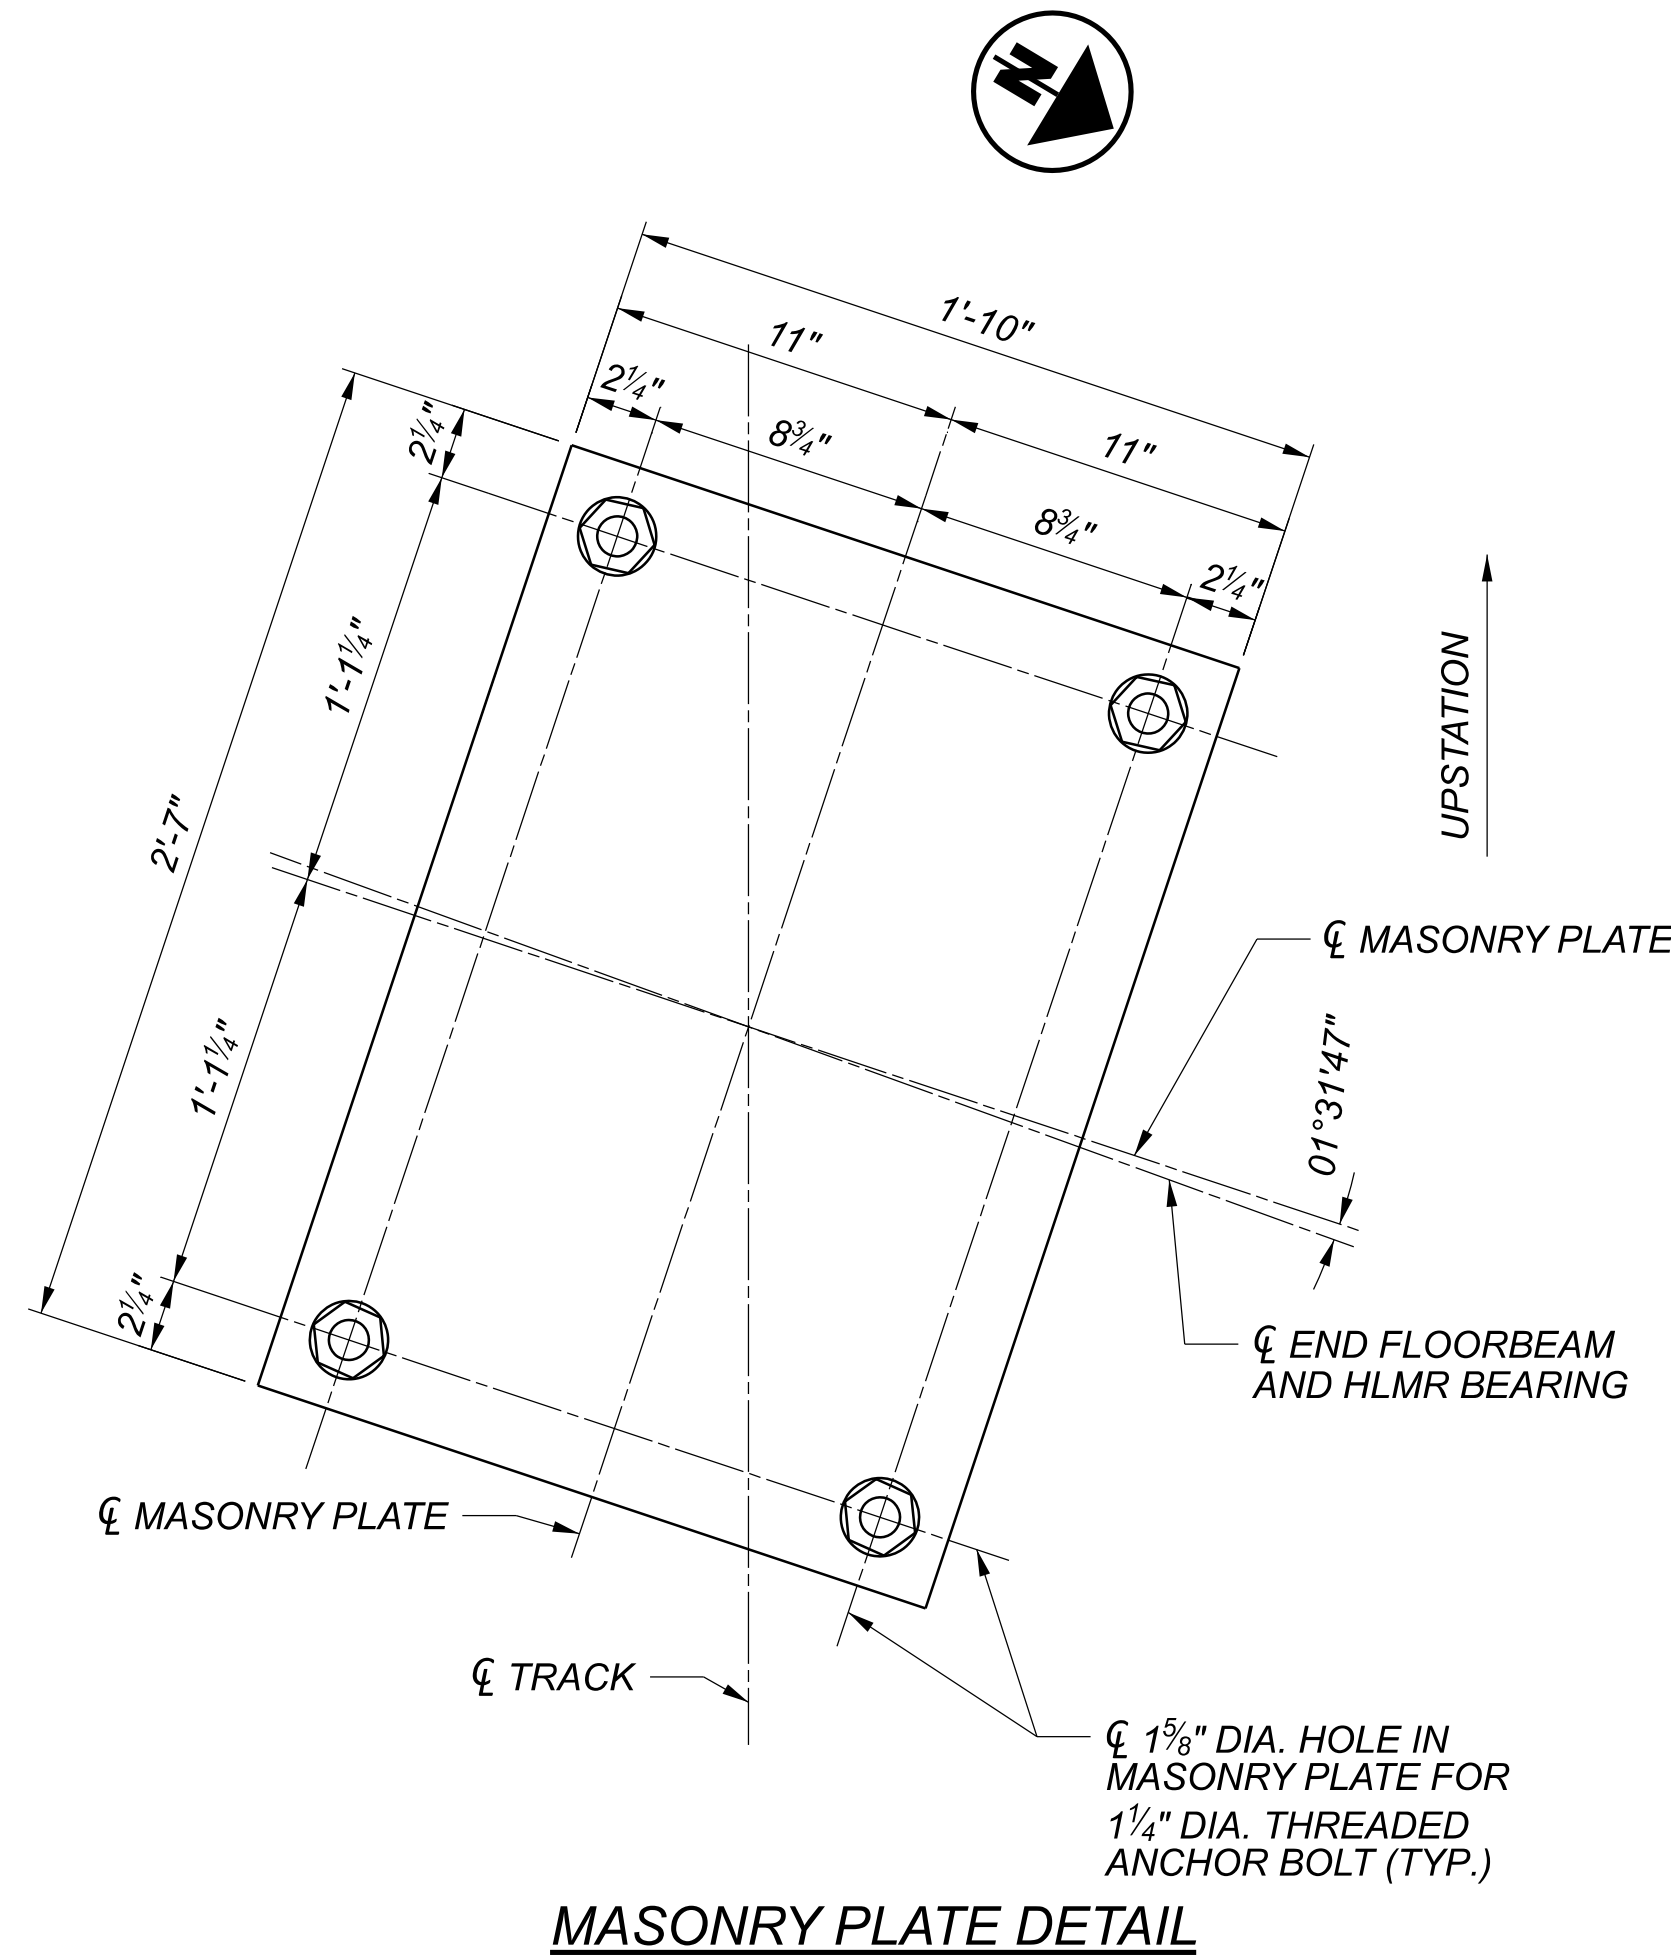 N
1'-10"
11"
11"
2¼"
8¾"
8¾"
2¼"
2¼"
1'-1¼"
2'-7"
1'-1¼"
2¼"
UPSTATION
℄ MASONRY PLATE
01°31'47"
℄ END FLOORBEAM
AND HLMR BEARING
℄ MASONRY PLATE
℄ TRACK
℄ 1⅝" DIA. HOLE IN
MASONRY PLATE FOR
1¼" DIA. THREADED
ANCHOR BOLT (TYP.)
MASONRY PLATE DETAIL